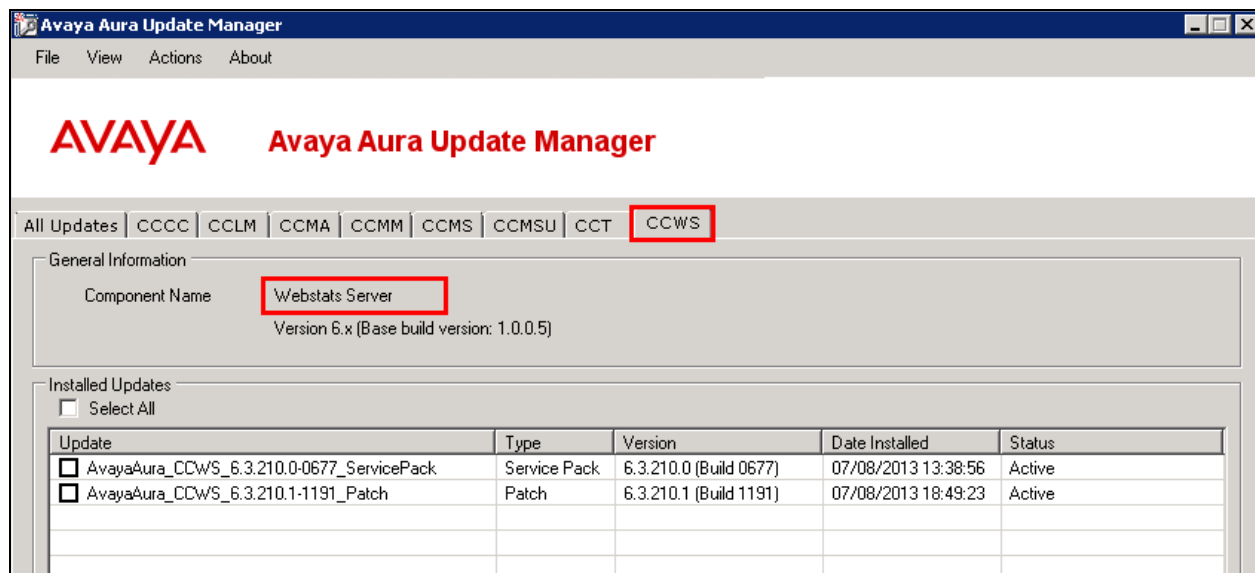 Avaya Aura Update Manager
File View Actions About
AVAYA Avaya Aura Update Manager
All Updates CCCC CCLM CCMA CCMM CCMS CCMSU CCT CCWS
General Information
Component Name Webstats Server
Version 6.x (Base build version: 1.0.0.5)
Installed Updates
Select All
Update Type Version Date Installed Status
AvayaAura_CCWS_6.3.210.0-0677_ServicePack Service Pack 6.3.210.0 (Build 0677) 07/08/2013 13:38:56 Active
AvayaAura_CCWS_6.3.210.1-1191_Patch Patch 6.3.210.1 (Build 1191) 07/08/2013 18:49:23 Active